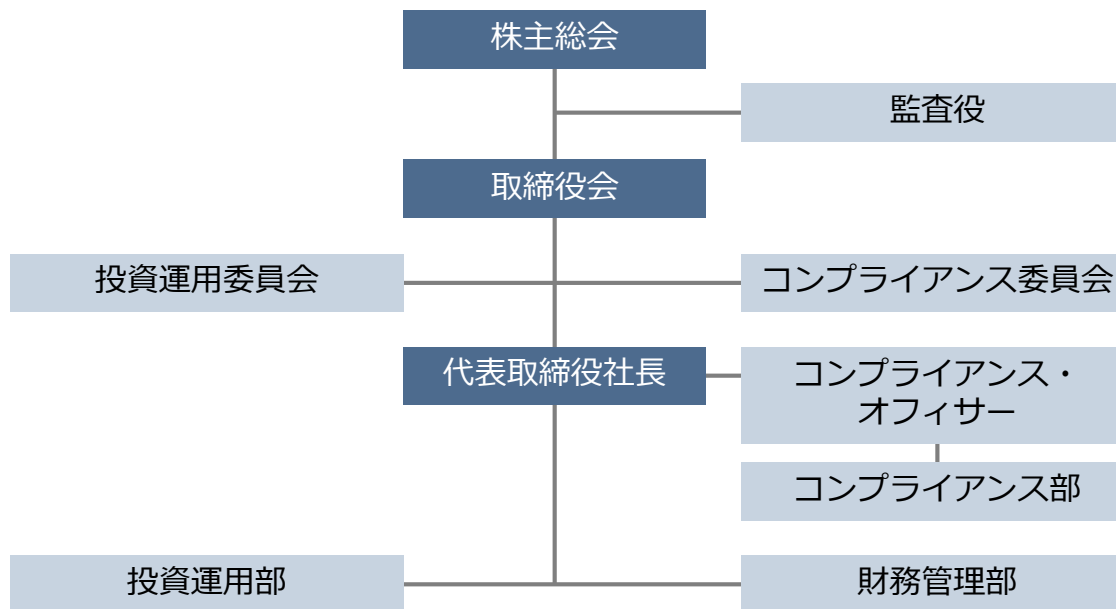 株主総会
監査役
取締役会
投資運用委員会
コンプライアンス委員会
代表取締役社長
コンプライアンス・
オフィサー
コンプライアンス部
投資運用部
財務管理部